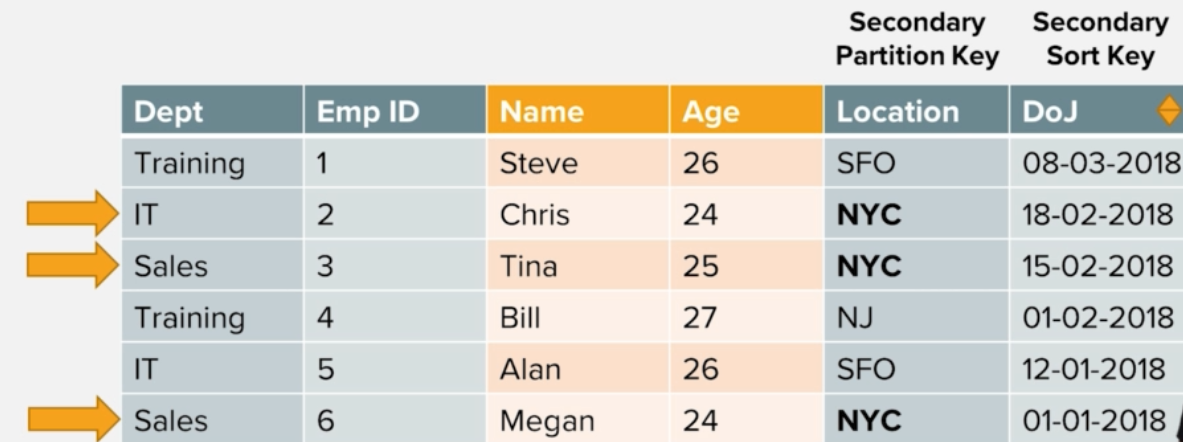 Secondary Secondary
Partition Key Sort Key
Dept Emp ID Name Age Location DoJ
Training 1 Steve 26 SFO 08-03-2018
IT 2 Chris 24 NYC 18-02-2018
Sales 3 Tina 25 NYC 15-02-2018
Training 4 Bill 27 NJ 01-02-2018
IT 5 Alan 26 SFO 12-01-2018
Sales 6 Megan 24 NYC 01-01-2018